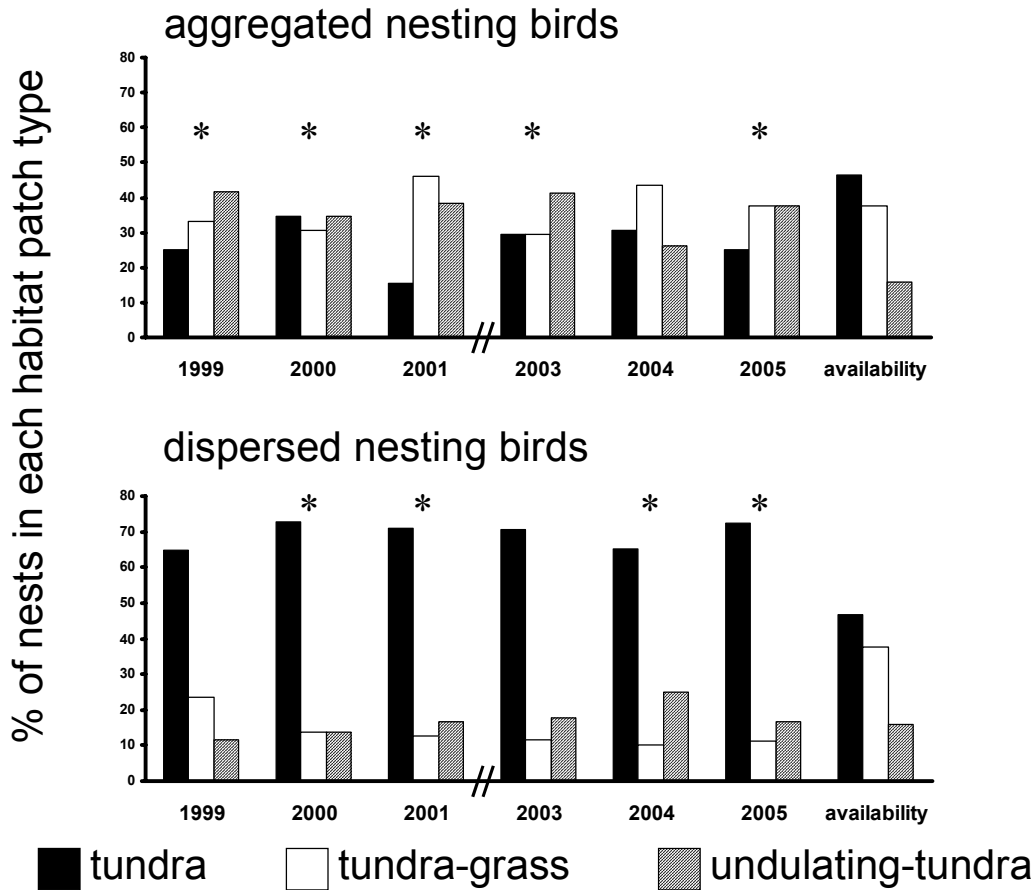 aggregated nesting birds
% of nests in each habitat patch type
80
70
60
50
40
30
20
10
0
* * * * *
1999 2000 2001 // 2003 2004 2005 availability
dispersed nesting birds
80
70
60
50
40
30
20
10
0
* * * *
1999 2000 2001 // 2003 2004 2005 availability
tundra tundra-grass undulating-tundra